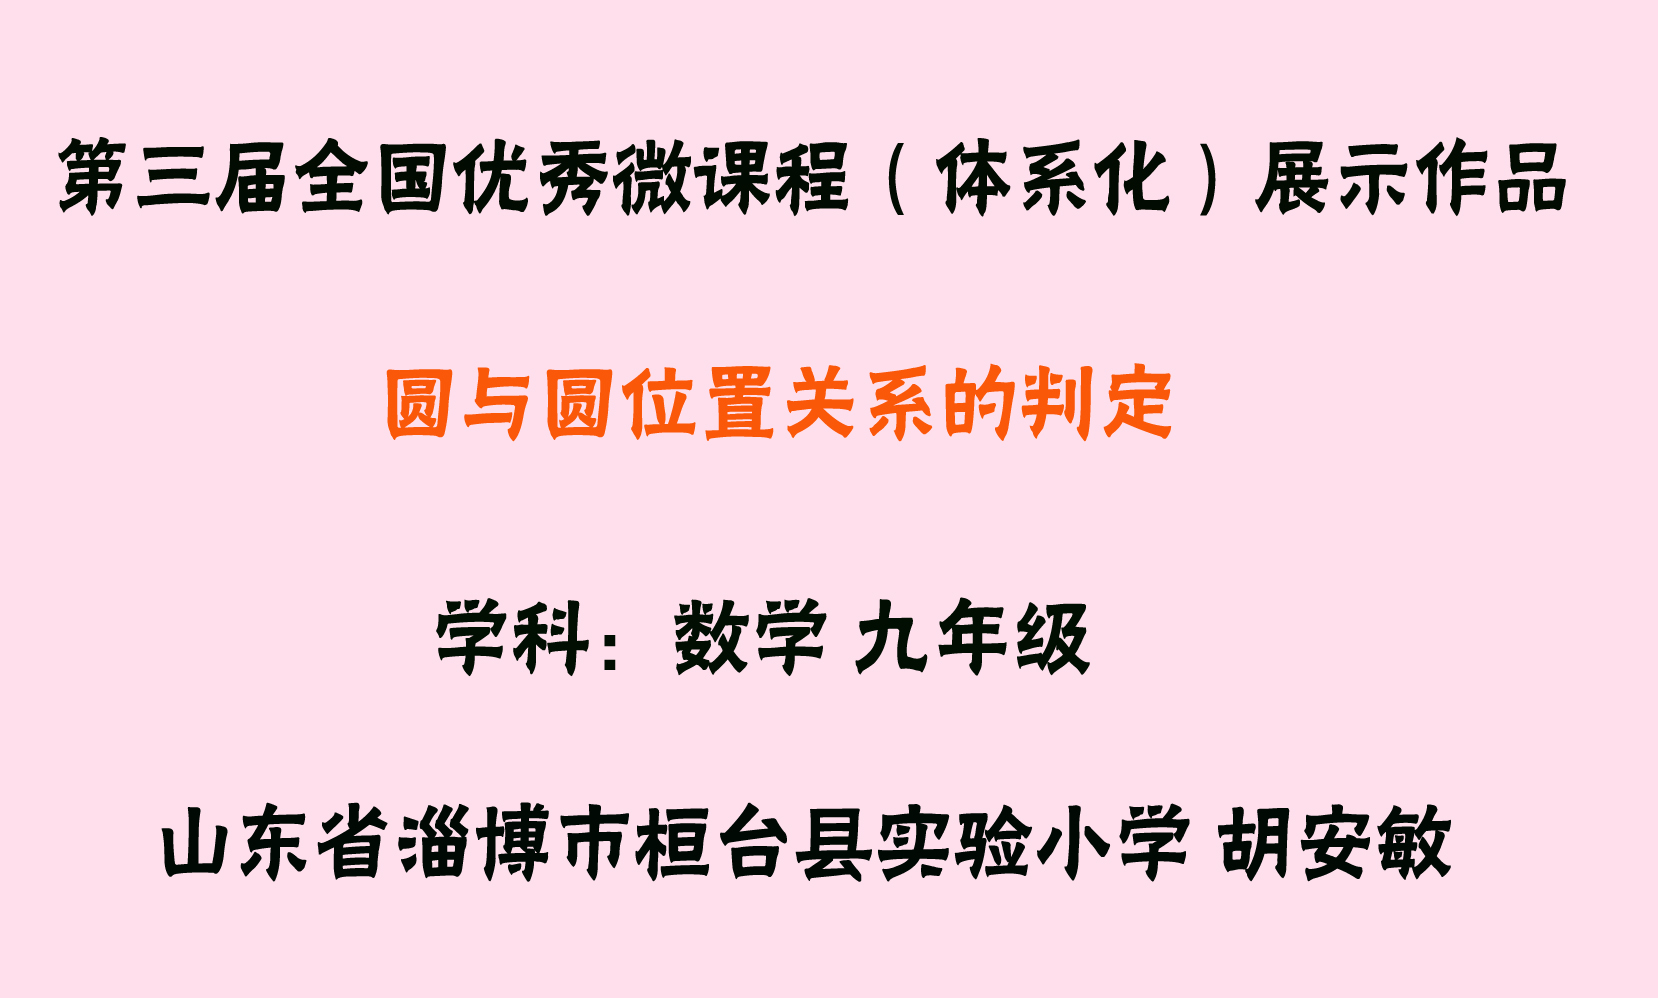 第三届全国优秀微课程（体系化）展示作品
圆与圆位置关系的判定
学科：数学 九年级
山东省淄博市桓台县实验小学 胡安敏